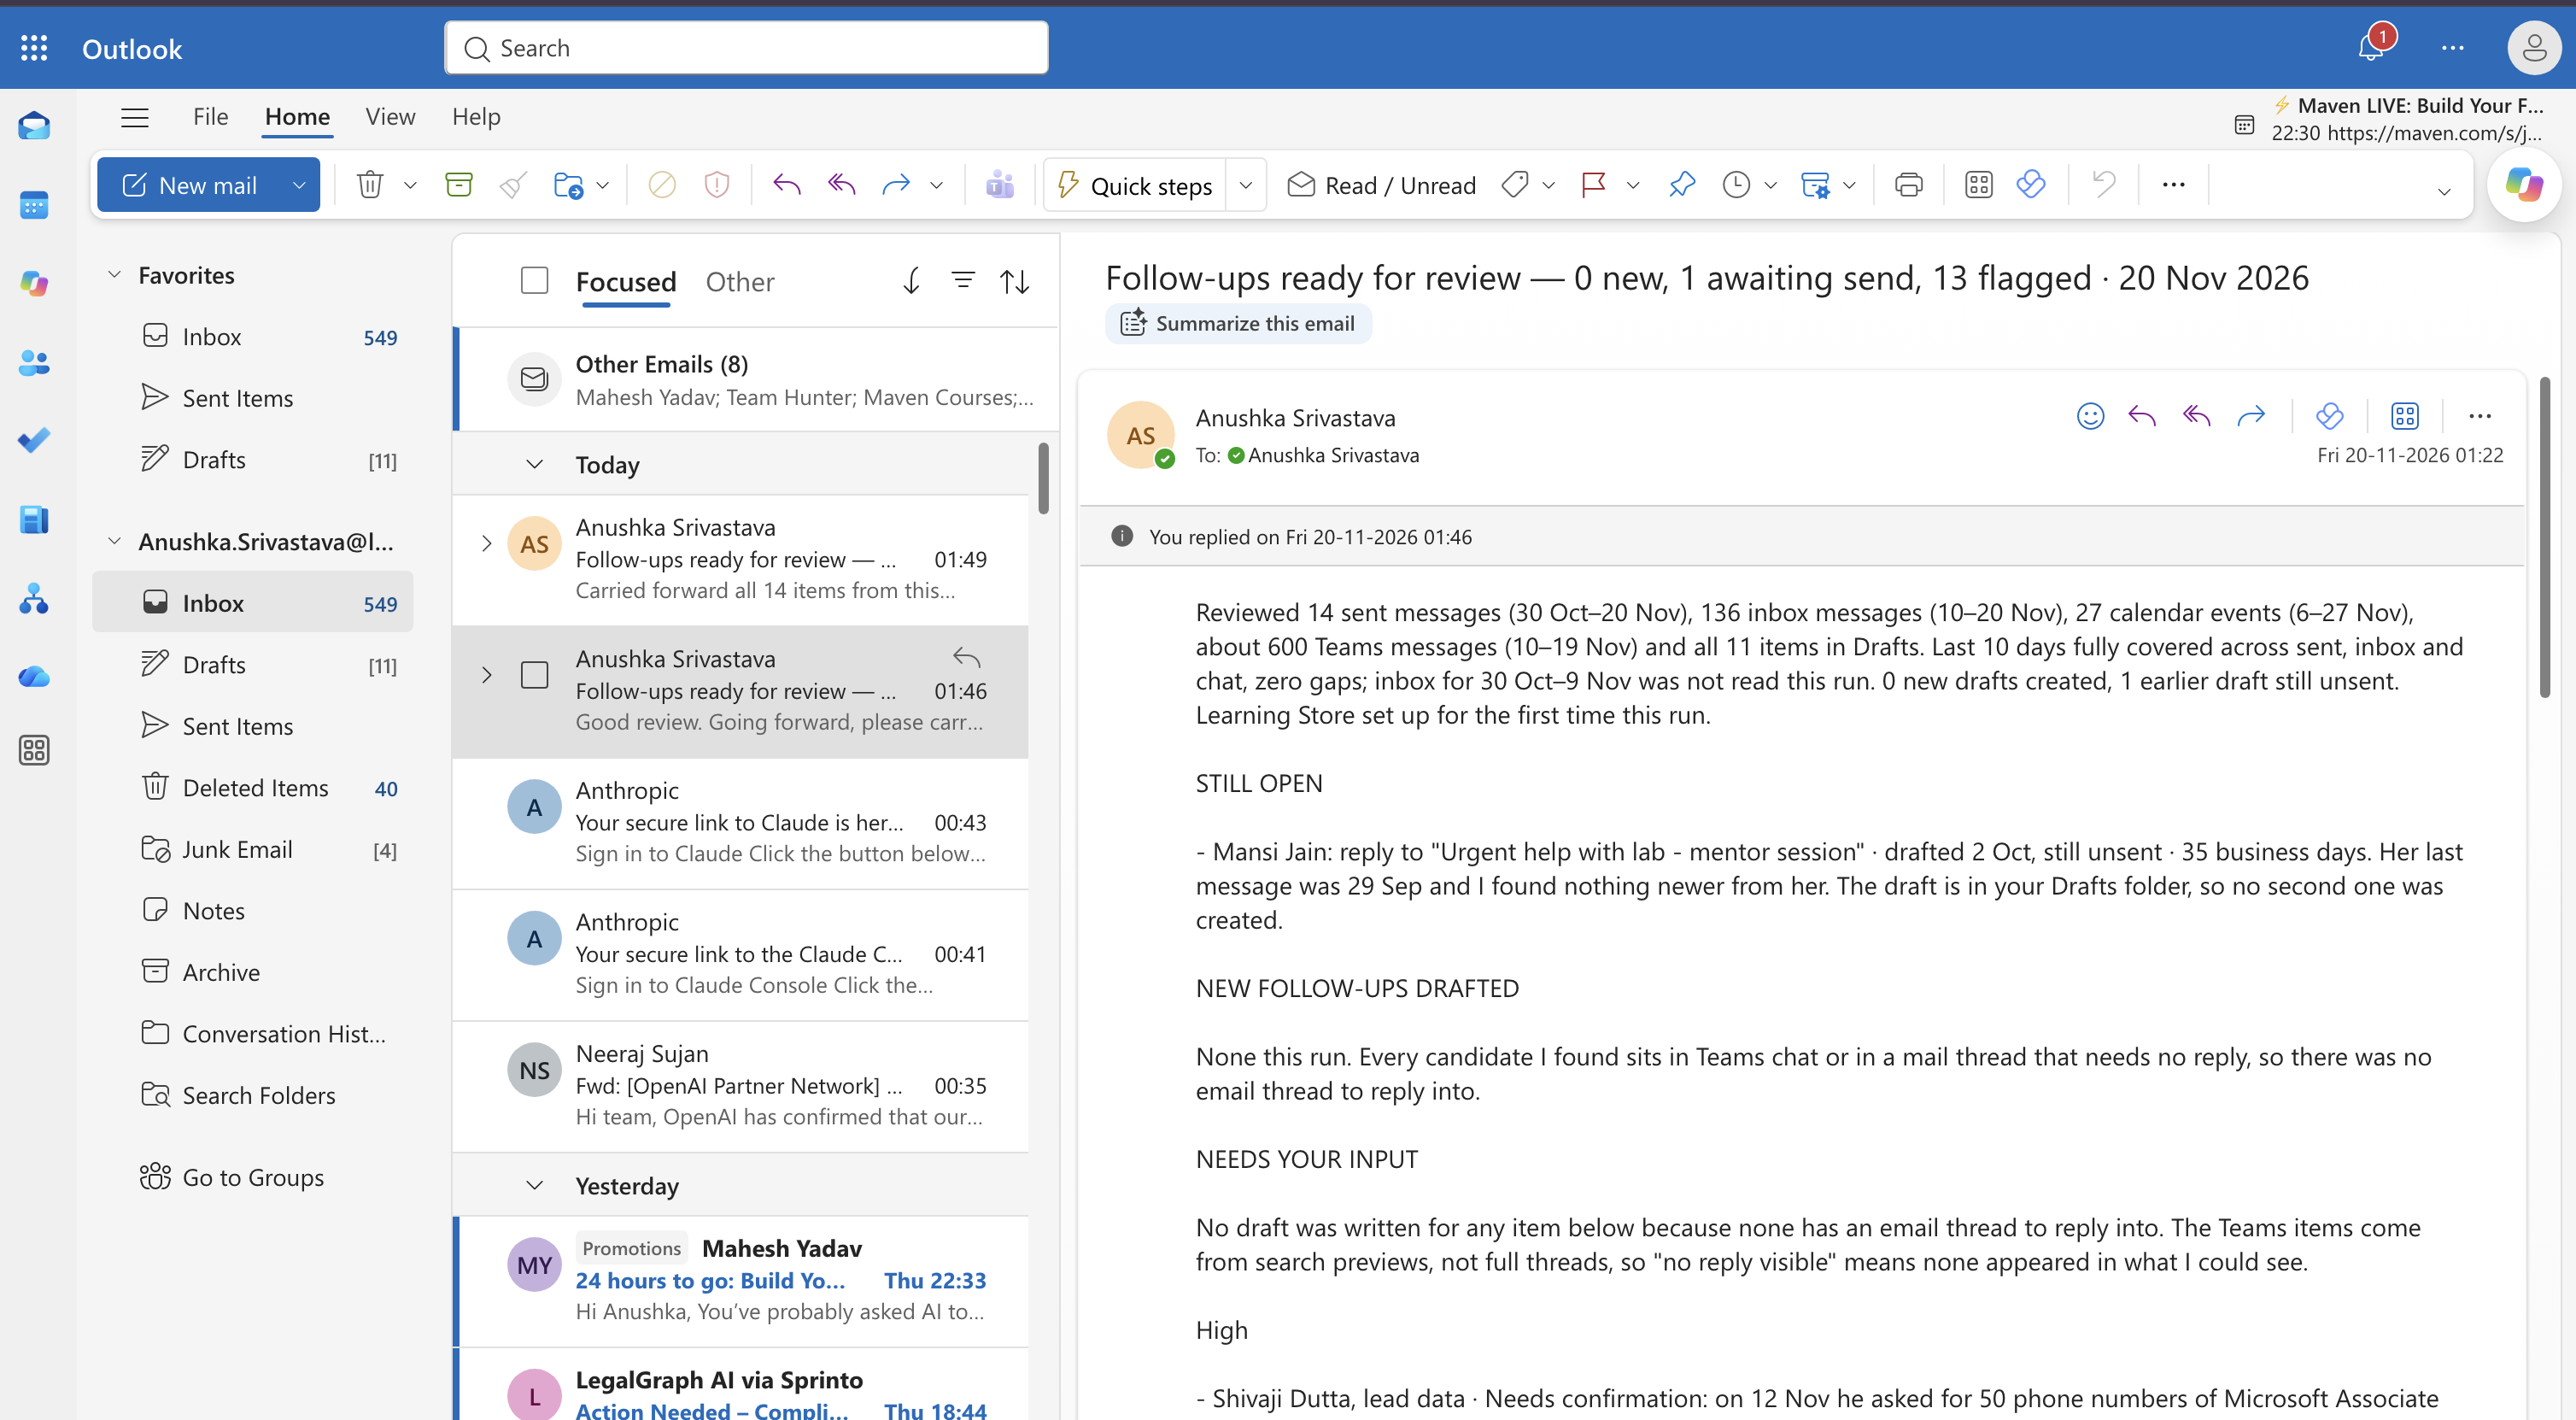 Outlook
Search
1
File Home View Help
⚡ Maven LIVE: Build Your F...
22:30 https://maven.com/s/j...
New mail
Quick steps
Read / Unread
Favorites
Inbox 549
Sent Items
Drafts [11]
Anushka.Srivastava@l...
Inbox 549
Drafts [11]
Sent Items
Deleted Items 40
Junk Email [4]
Notes
Archive
Conversation Hist...
Search Folders
Go to Groups
Focused Other
Other Emails (8)
Mahesh Yadav; Team Hunter; Maven Courses;...
Today
AS
Anushka Srivastava
Follow-ups ready for review — ... 01:49
Carried forward all 14 items from this...
Anushka Srivastava
Follow-ups ready for review — ... 01:46
Good review. Going forward, please carr...
A
Anthropic
Your secure link to Claude is her... 00:43
Sign in to Claude Click the button below...
A
Anthropic
Your secure link to the Claude C... 00:41
Sign in to Claude Console Click the...
NS
Neeraj Sujan
Fwd: [OpenAI Partner Network] ... 00:35
Hi team, OpenAI has confirmed that our...
Yesterday
MY
Promotions Mahesh Yadav
24 hours to go: Build Yo... Thu 22:33
Hi Anushka, You’ve probably asked AI to...
L
LegalGraph AI via Sprinto
Action Needed – Compli... Thu 18:44
Follow-ups ready for review — 0 new, 1 awaiting send, 13 flagged · 20 Nov 2026
Summarize this email
AS
Anushka Srivastava
To: Anushka Srivastava
Fri 20-11-2026 01:22
You replied on Fri 20-11-2026 01:46
Reviewed 14 sent messages (30 Oct–20 Nov), 136 inbox messages (10–20 Nov), 27 calendar events (6–27 Nov),
about 600 Teams messages (10–19 Nov) and all 11 items in Drafts. Last 10 days fully covered across sent, inbox and
chat, zero gaps; inbox for 30 Oct–9 Nov was not read this run. 0 new drafts created, 1 earlier draft still unsent.
Learning Store set up for the first time this run.
STILL OPEN
- Mansi Jain: reply to "Urgent help with lab - mentor session" · drafted 2 Oct, still unsent · 35 business days. Her last
message was 29 Sep and I found nothing newer from her. The draft is in your Drafts folder, so no second one was
created.
NEW FOLLOW-UPS DRAFTED
None this run. Every candidate I found sits in Teams chat or in a mail thread that needs no reply, so there was no
email thread to reply into.
NEEDS YOUR INPUT
No draft was written for any item below because none has an email thread to reply into. The Teams items come
from search previews, not full threads, so "no reply visible" means none appeared in what I could see.
High
- Shivaji Dutta, lead data · Needs confirmation: on 12 Nov he asked for 50 phone numbers of Microsoft Associate